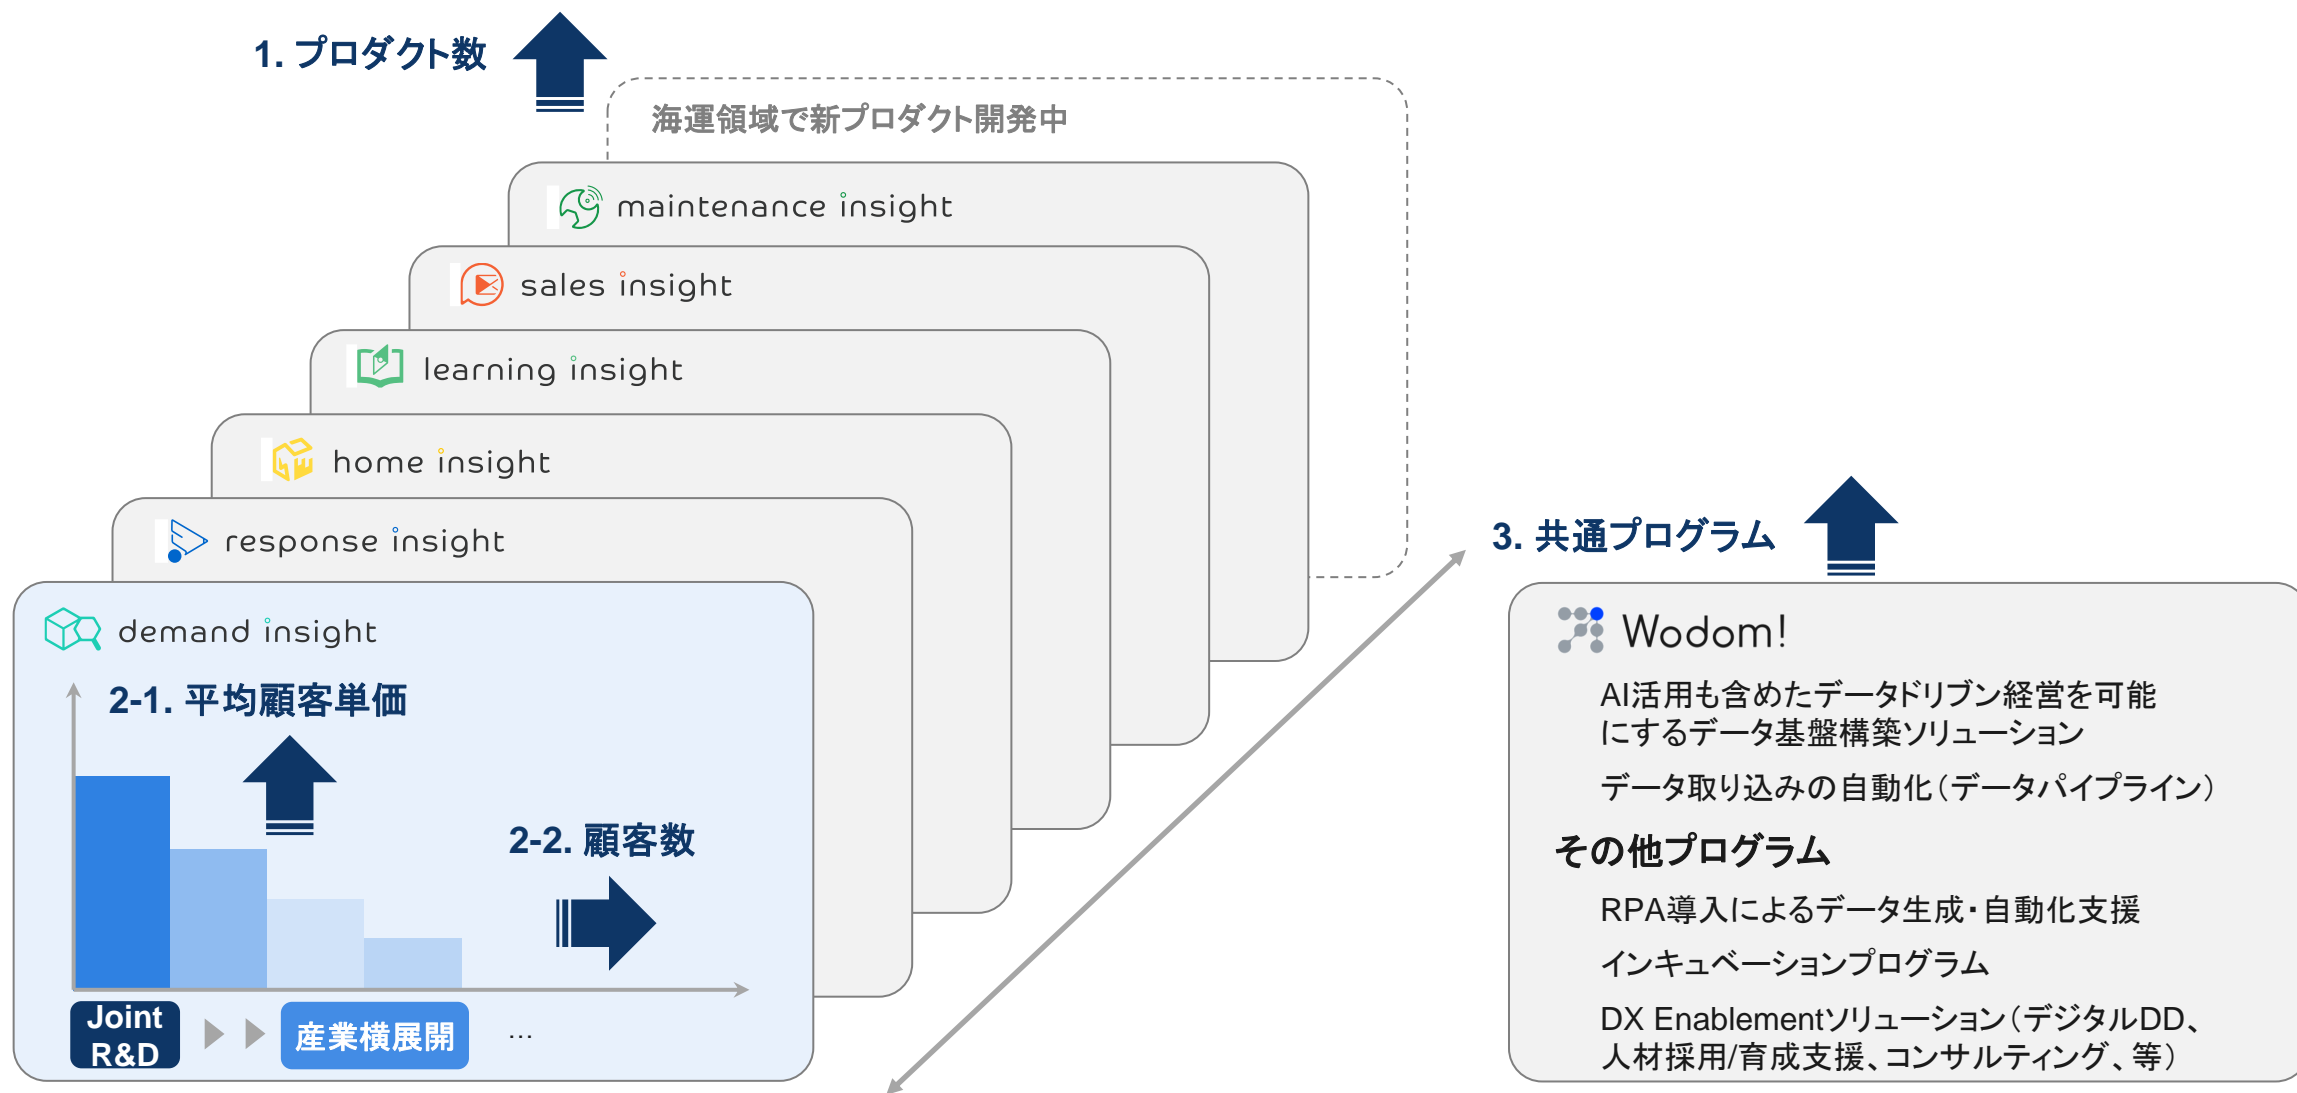 1. プロダクト数
海運領域で新プロダクト開発中
maintenance insight
sales insight
learning insight
home insight
response insight
demand insight
2-1. 平均顧客単価
2-2. 顧客数
Joint
R&D
産業横展開
...
3. 共通プログラム
Wodom!
AI活用も含めたデータドリブン経営を可能
にするデータ基盤構築ソリューション
データ取り込みの自動化（データパイプライン）
その他プログラム
RPA導入によるデータ生成・自動化支援
インキュベーションプログラム
DX Enablementソリューション（デジタルDD、
人材採用/育成支援、コンサルティング、等）